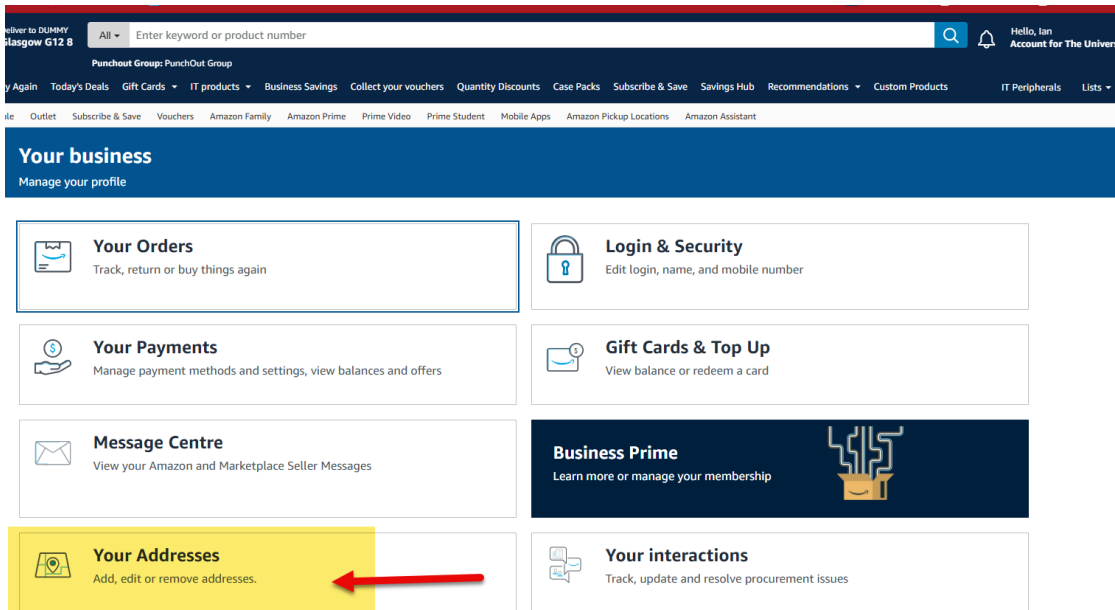 Deliver to DUMMY
Glasgow G12 8
All
Enter keyword or product number
Hello, Ian
Account for The Univers
Punchout Group: PunchOut Group
y Again Today's Deals Gift Cards IT products Business Savings Collect your vouchers Quantity Discounts Case Packs Subscribe & Save Savings Hub Recommendations Custom Products IT Peripherals Lists
Outlet Subscribe & Save Vouchers Amazon Family Amazon Prime Prime Video Prime Student Mobile Apps Amazon Pickup Locations Amazon Assistant
Your business
Manage your profile
Your Orders
Track, return or buy things again
Login & Security
Edit login, name, and mobile number
Your Payments
Manage payment methods and settings, view balances and offers
Gift Cards & Top Up
View balance or redeem a card
Message Centre
View your Amazon and Marketplace Seller Messages
Business Prime
Learn more or manage your membership
Your Addresses
Add, edit or remove addresses.
Your interactions
Track, update and resolve procurement issues